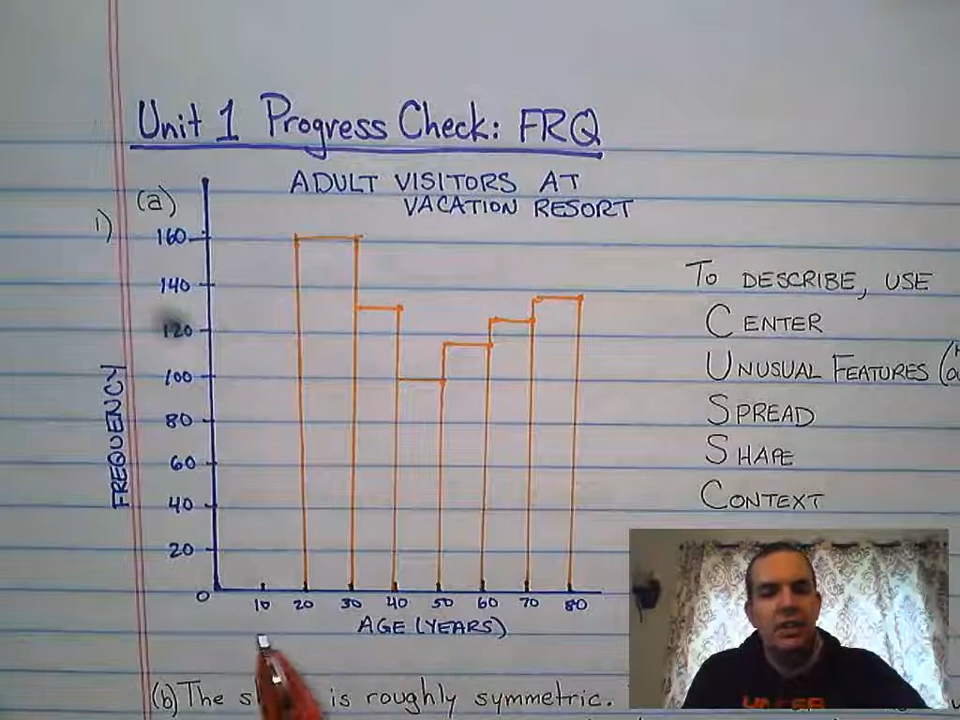 Unit 1 Progress Check: FRQ
ADULT VISITORS AT
VACATION RESORT
1)
(a)
160
140
120
100
80
60
40
20
0
10 20 30 40 50 60 70 80
FREQUENCY
AGE (YEARS)
TO DESCRIBE, USE
CENTER
UNUSUAL FEATURES
SPREAD
SHAPE
CONTEXT
(b) The is roughly symmetric.